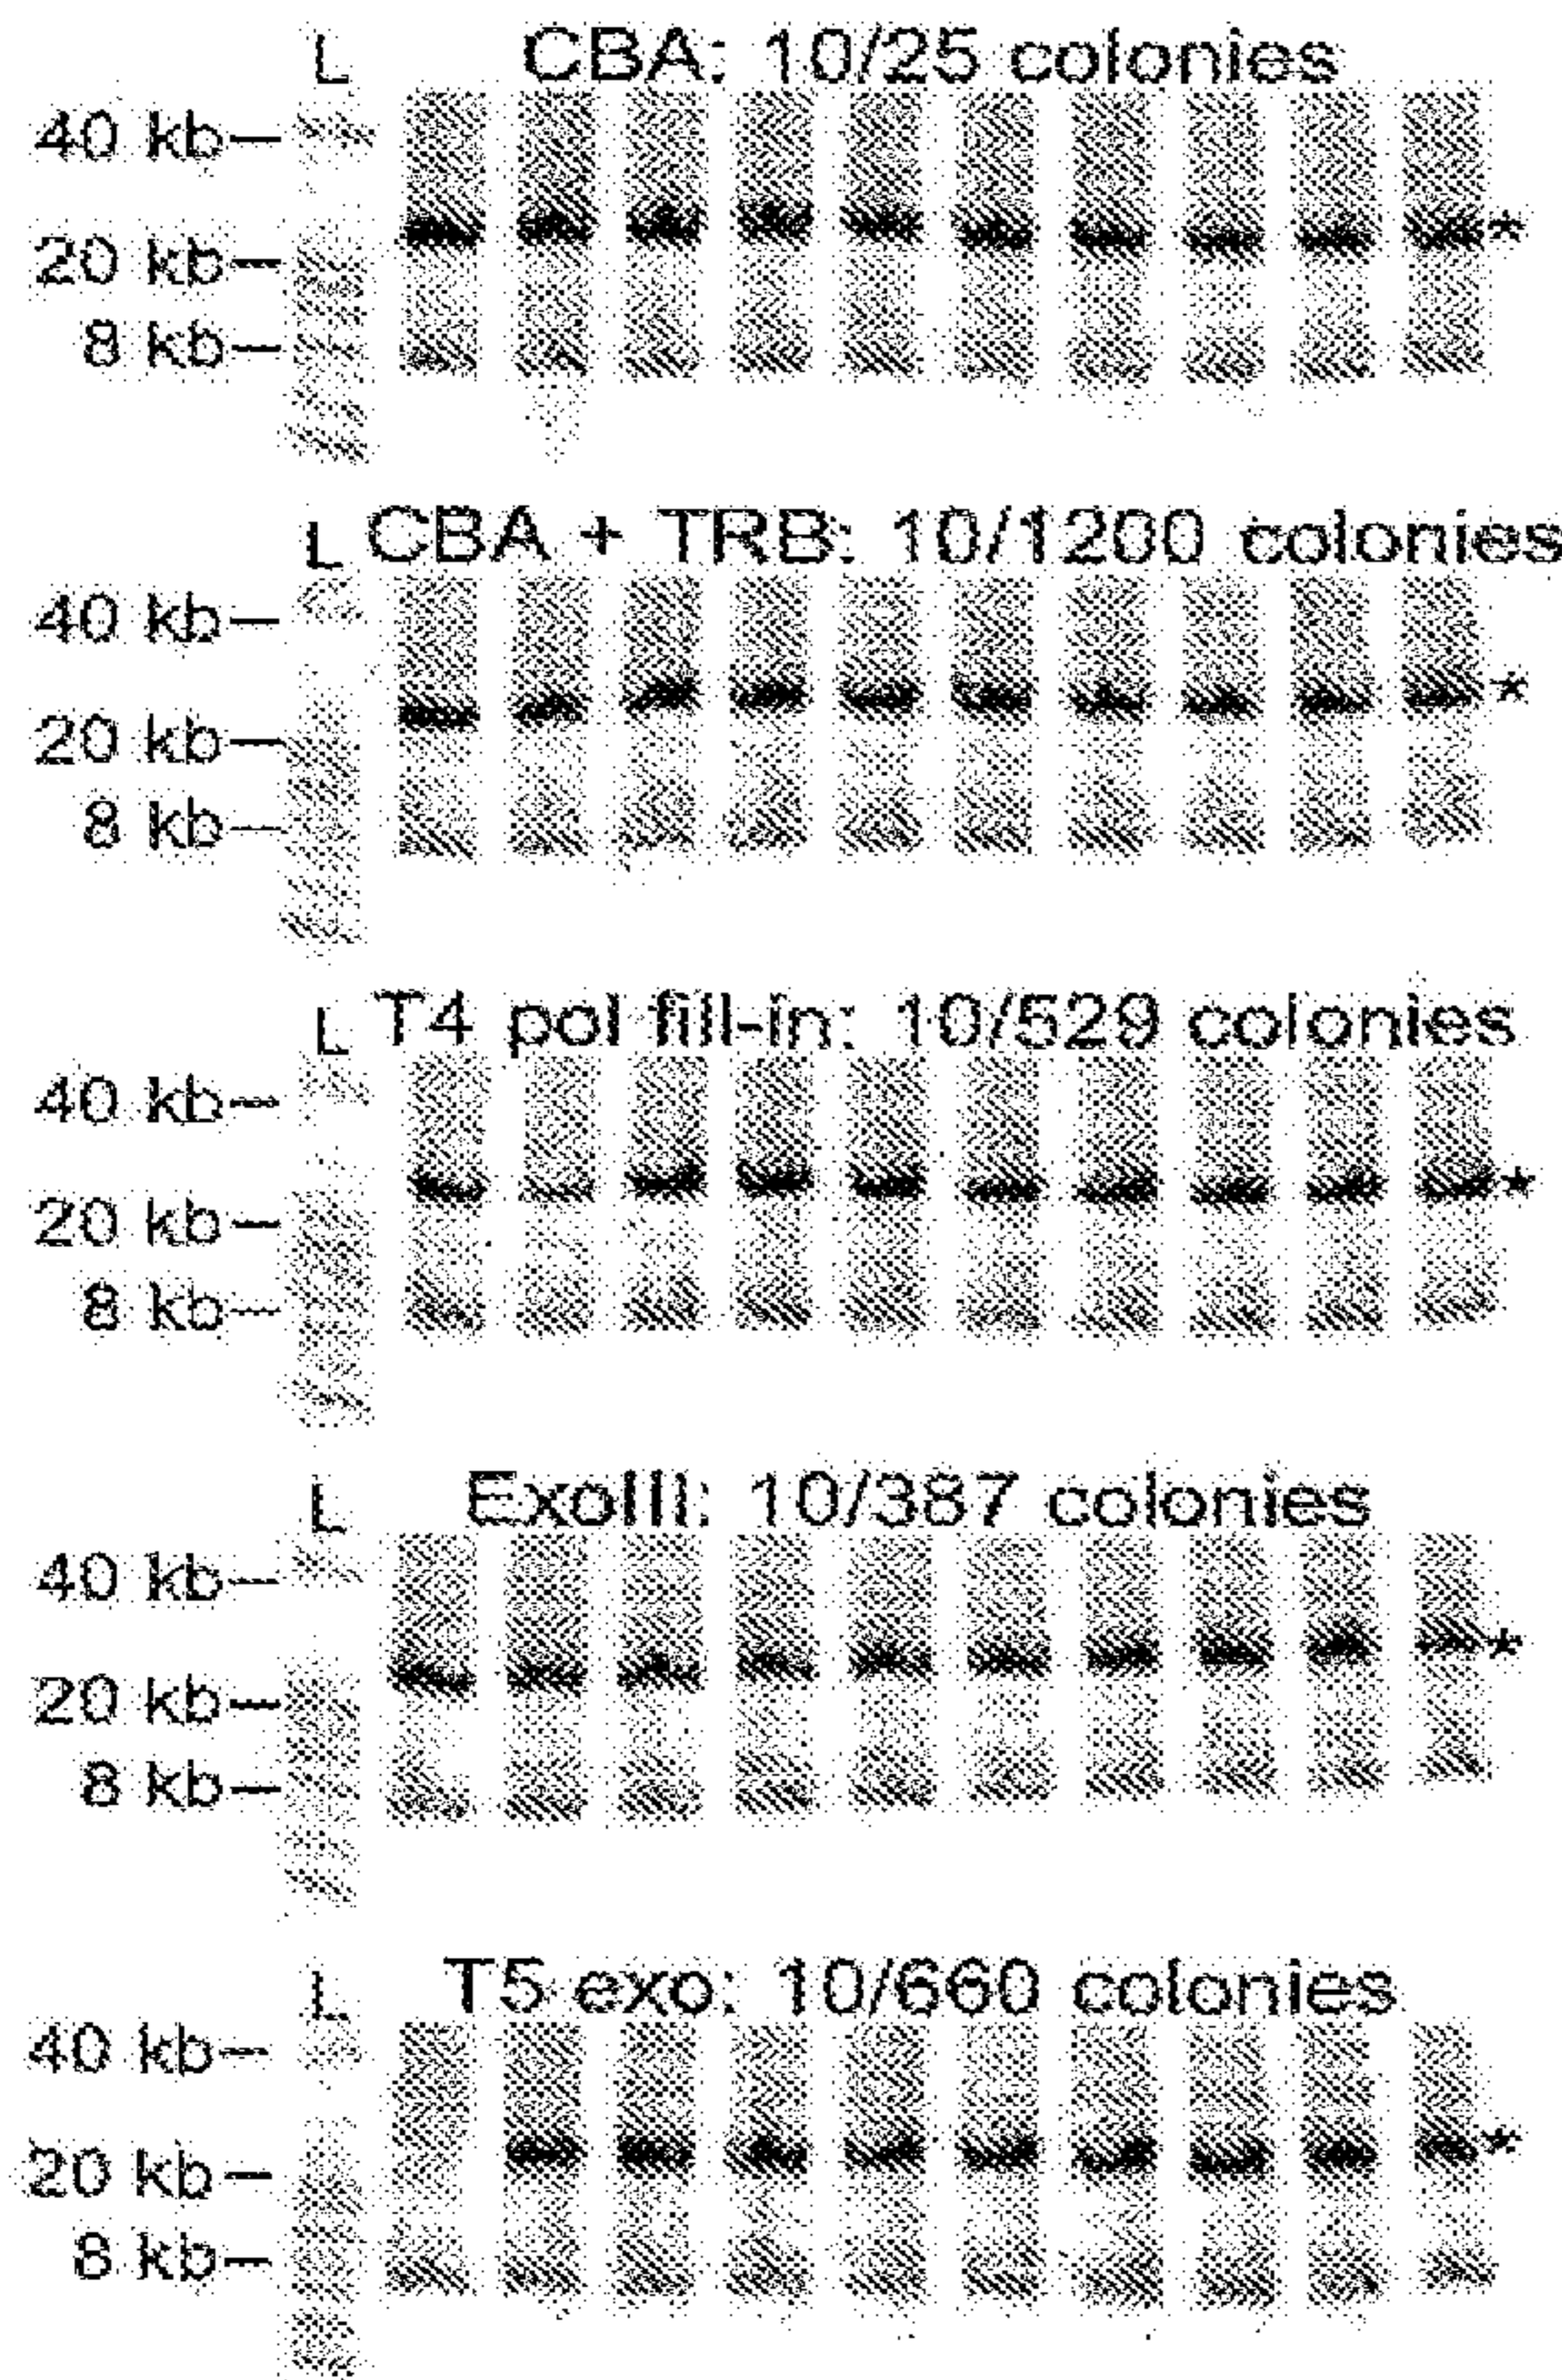 L CBA: 10/25 colonies
40 kb
20 kb
*
8 kb
L CBA + TRB: 10/1200 colonies
40 kb
*
20 kb
8 kb
L T4 pol fill-in: 10/529 colonies
40 kb
*
20 kb
8 kb
L ExoIII: 10/387 colonies
40 kb
*
20 kb
8 kb
L T5 exo: 10/660 colonies
40 kb
*
20 kb
8 kb